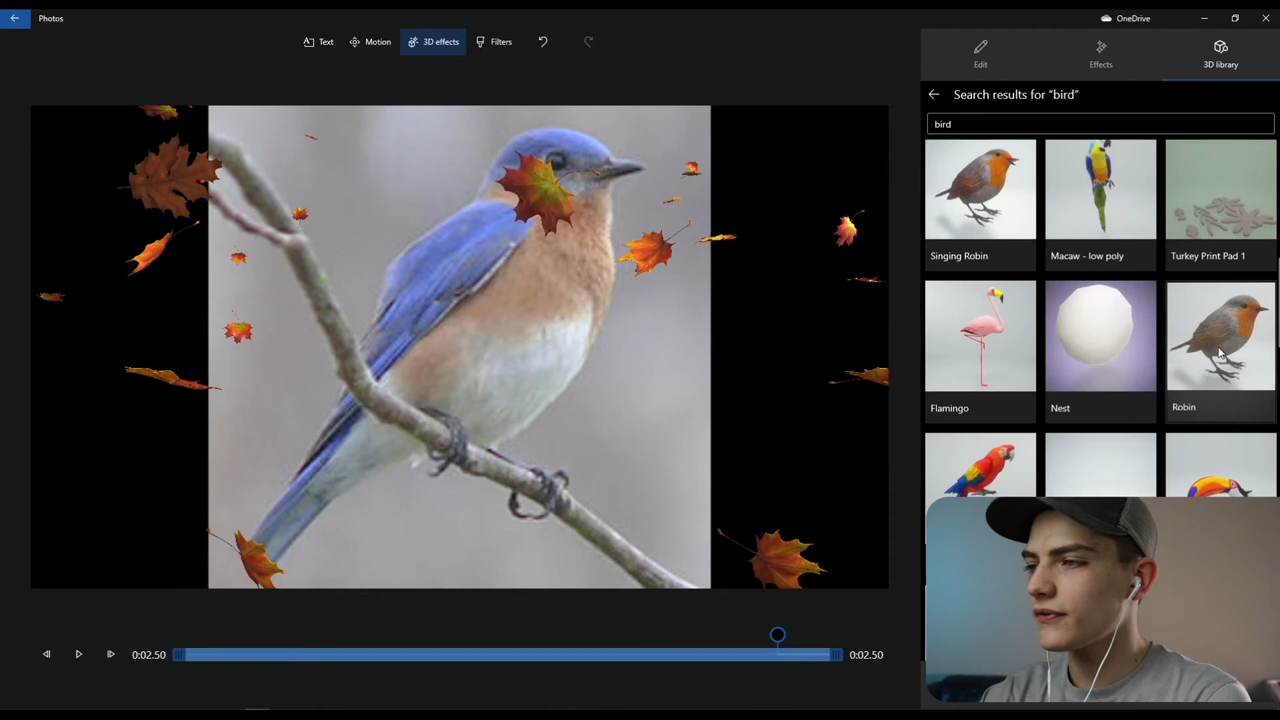 Photos
OneDrive
Text
Motion
3D effects
Filters
Edit
Effects
3D library
Search results for "bird"
bird
Singing Robin
Macaw - low poly
Turkey Print Pad 1
Flamingo
Nest
Robin
0:02.50
0:02.50